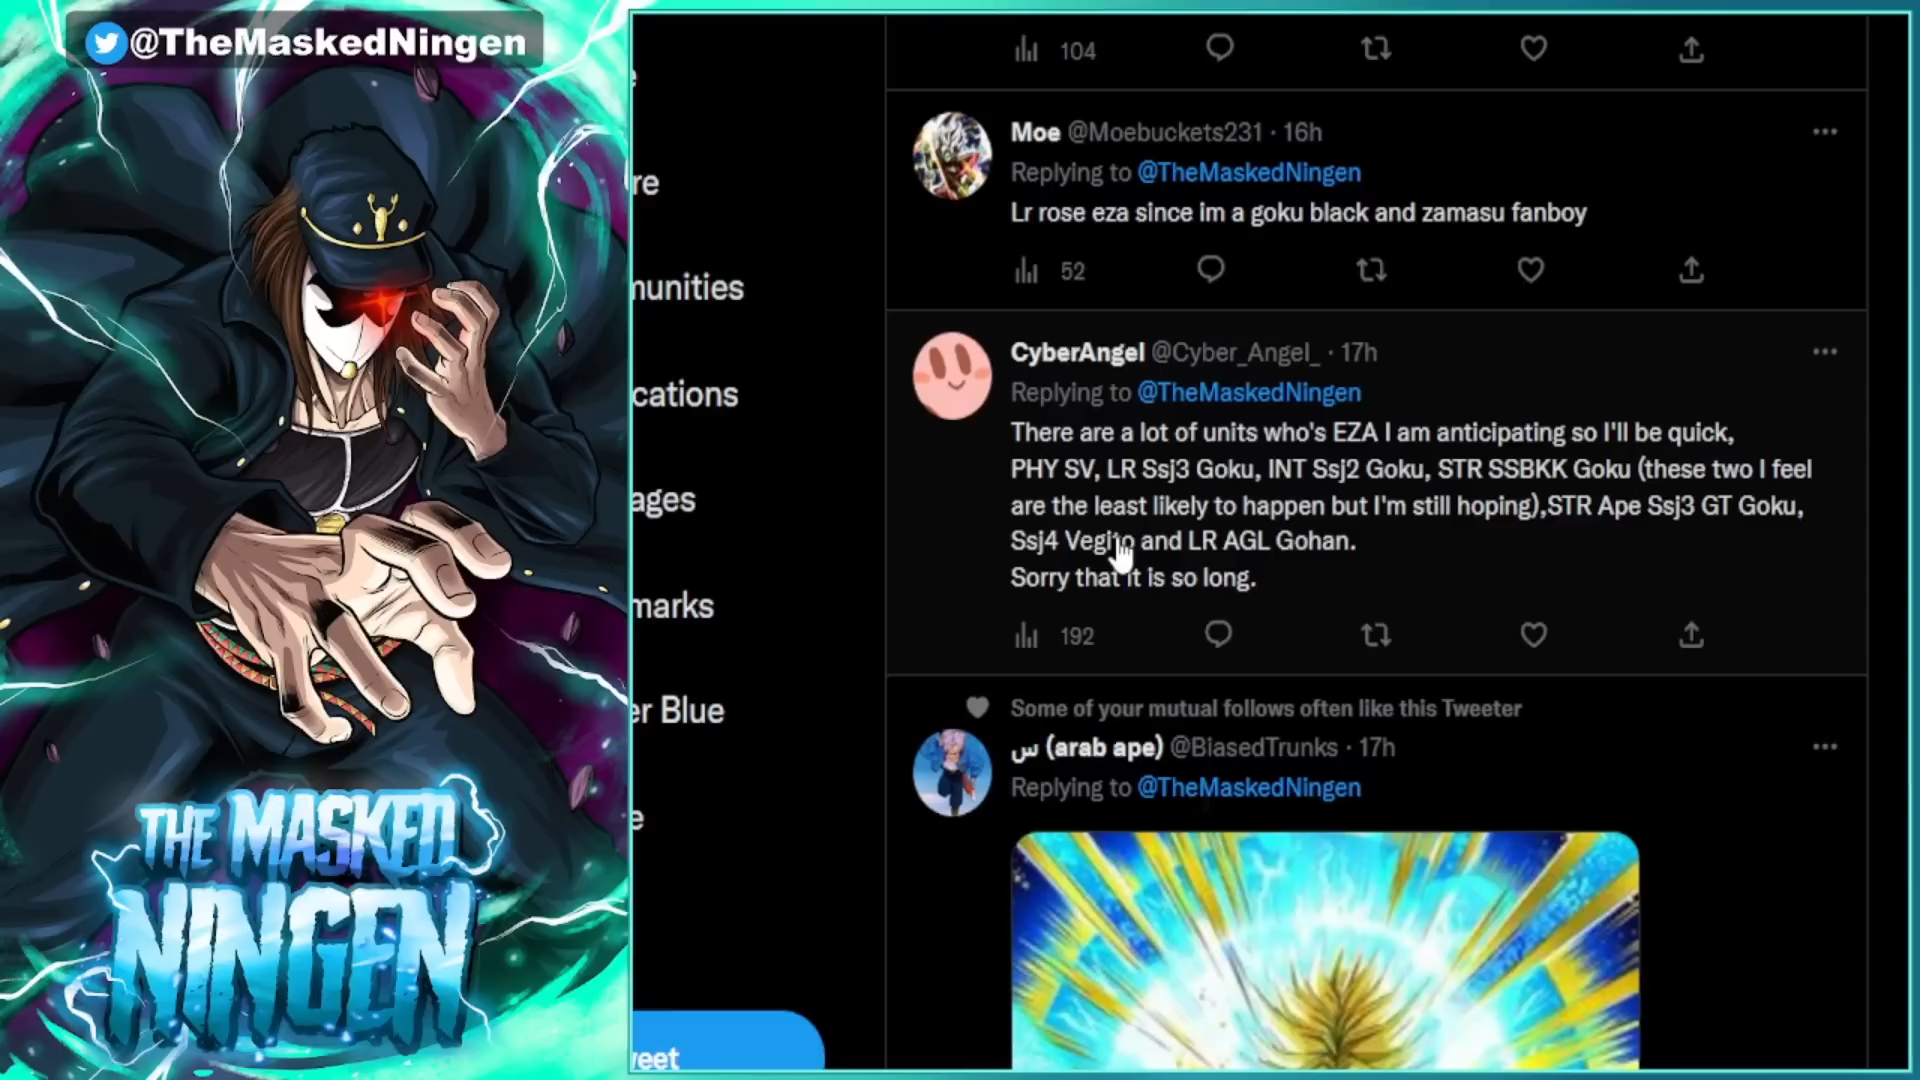 @TheMaskedNingen
THE MASKED
NINGEN
re
munities
cations
ages
marks
er Blue
e
weet
104
Moe @Moebuckets231 · 16h
Replying to @TheMaskedNingen
Lr rose eza since im a goku black and zamasu fanboy
52
CyberAngel @Cyber_Angel_ · 17h
Replying to @TheMaskedNingen
There are a lot of units who's EZA I am anticipating so I'll be quick,
PHY SV, LR Ssj3 Goku, INT Ssj2 Goku, STR SSBKK Goku (these two I feel
are the least likely to happen but I'm still hoping),STR Ape Ssj3 GT Goku,
Ssj4 Vegito and LR AGL Gohan.
Sorry that it is so long.
192
Some of your mutual follows often like this Tweeter
س (arab ape) @BiasedTrunks · 17h
Replying to @TheMaskedNingen